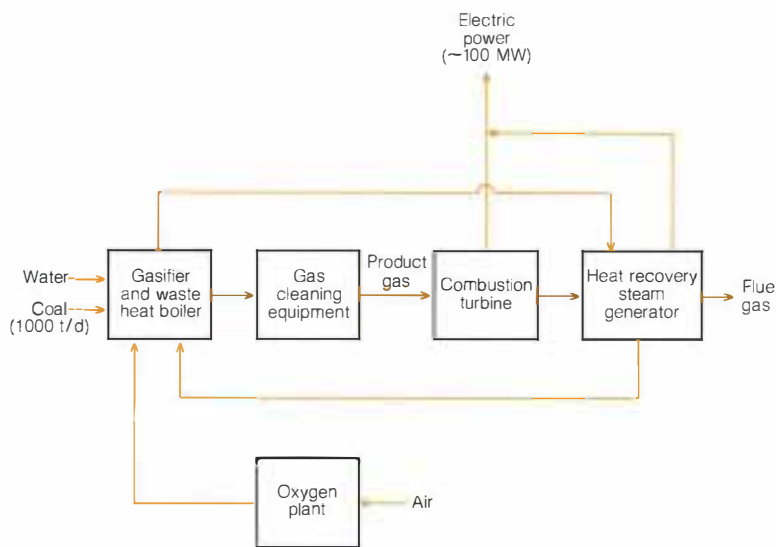 Electric
power
(~100 MW)
Water
Coal
(1000 t/d)
Gasifier
and waste
heat boiler
Gas
cleaning
equipment
Product
gas
Combustion
turbine
Heat recovery
steam
generator
Flue
gas
Oxygen
plant
Air